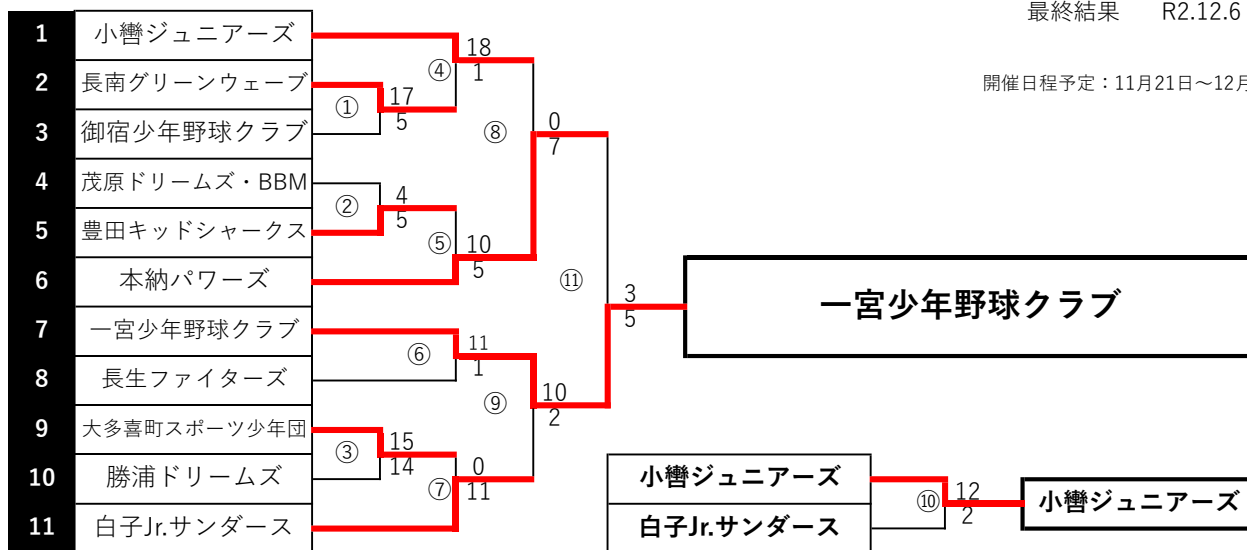 最終結果 R2.12.6
開催日程予定：11月21日～12月
1 小轡ジュニアーズ
2 長南グリーンウェーブ
3 御宿少年野球クラブ
4 茂原ドリームズ・BBM
5 豊田キッドシャークス
6 本納パワーズ
7 一宮少年野球クラブ
8 長生ファイターズ
9 大多喜町スポーツ少年団
10 勝浦ドリームズ
11 白子Jr.サンダース
① 17
5
② 4
5
③ 15
14
④ 18
1
⑤ 10
5
⑥ 11
1
⑦ 0
11
⑧ 0
7
⑨ 10
2
⑪ 3
5
一宮少年野球クラブ
小轡ジュニアーズ
白子Jr.サンダース
⑩ 12
2
小轡ジュニアーズ